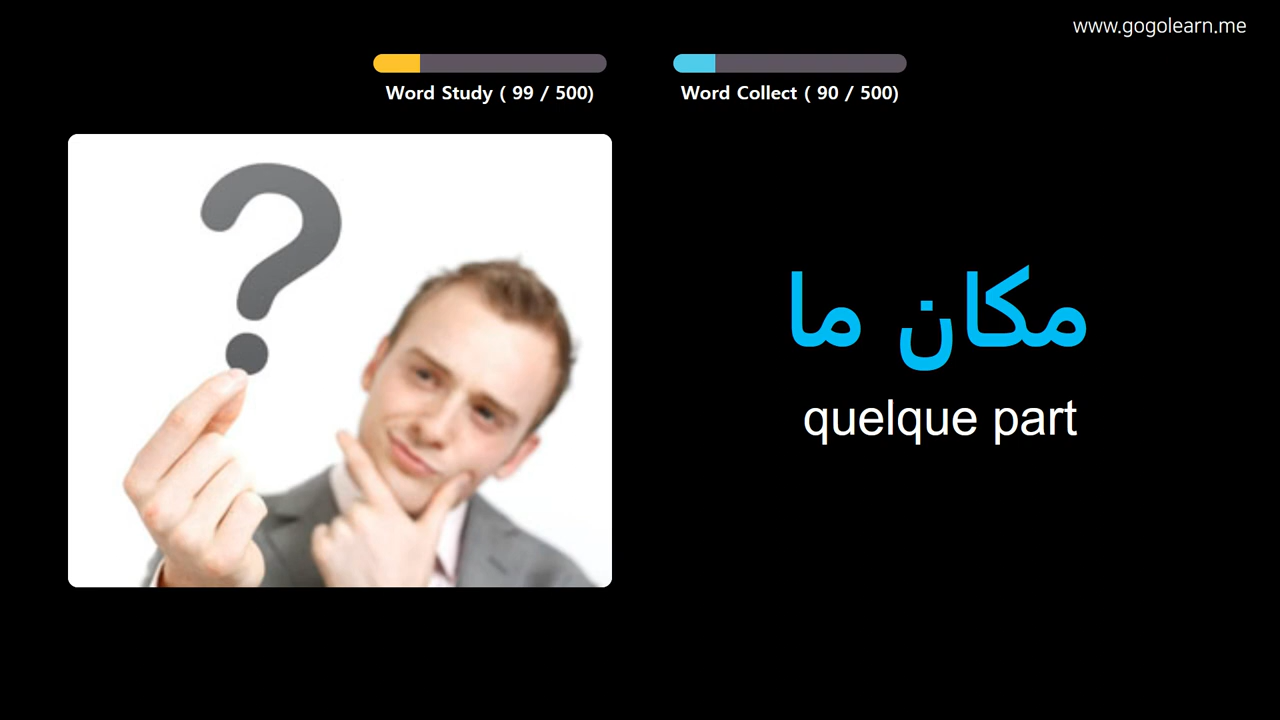 www.gogolearn.me
Word Study ( 99 / 500)
Word Collect ( 90 / 500)
?
مكان ما
quelque part